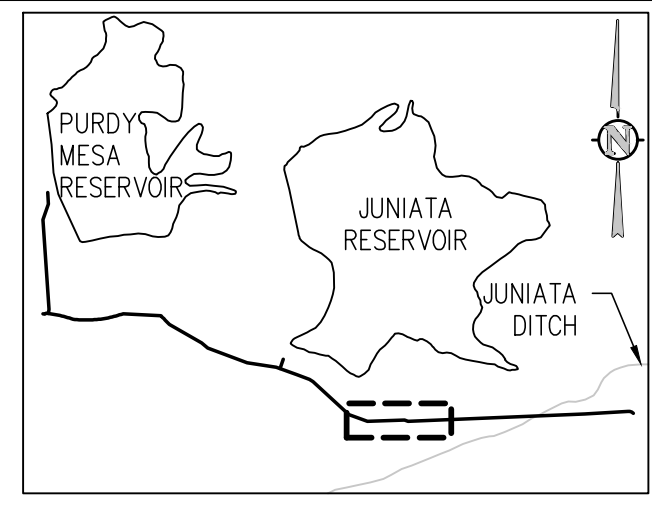 PURDY
MESA
RESERVOIR
JUNIATA
RESERVOIR
N
JUNIATA
DITCH